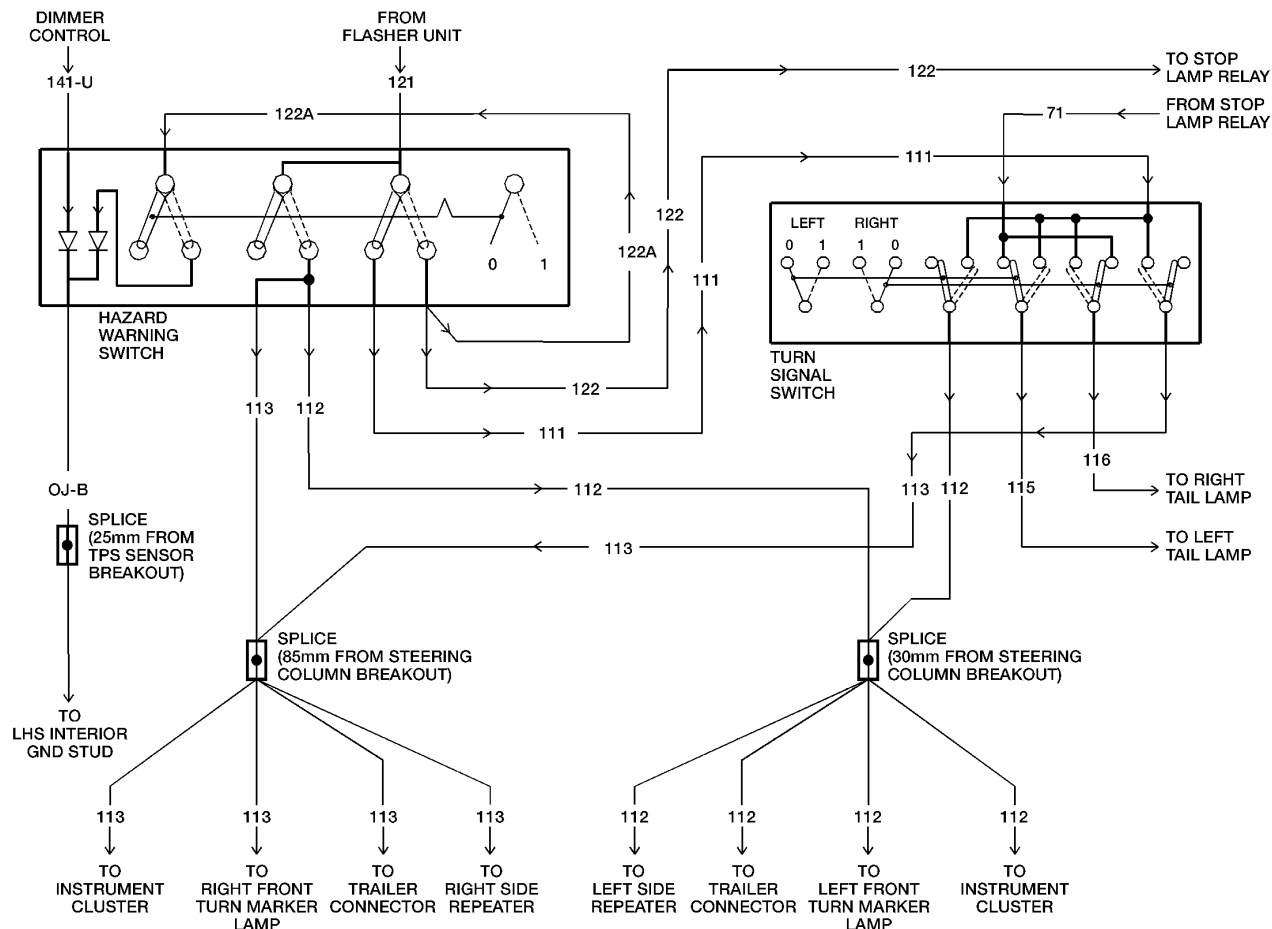 DIMMER
CONTROL
FROM
FLASHER UNIT
141-U
121
122
TO STOP
LAMP RELAY
122A
71
FROM STOP
LAMP RELAY
111
122
122A
111
LEFT
RIGHT
0
1
1
0
0
1
HAZARD
WARNING
SWITCH
TURN
SIGNAL
SWITCH
113
112
122
111
116
OJ-B
112
113
112
115
TO RIGHT
TAIL LAMP
SPLICE
(25mm FROM
TPS SENSOR
BREAKOUT)
113
TO LEFT
TAIL LAMP
SPLICE
(85mm FROM STEERING
COLUMN BREAKOUT)
SPLICE
(30mm FROM STEERING
COLUMN BREAKOUT)
TO
LHS INTERIOR
GND STUD
113
113
113
113
112
112
112
112
TO
INSTRUMENT
CLUSTER
TO
RIGHT FRONT
TURN MARKER
LAMP
TO
TRAILER
CONNECTOR
TO
RIGHT SIDE
REPEATER
TO
LEFT SIDE
REPEATER
TO
TRAILER
CONNECTOR
TO
LEFT FRONT
TURN MARKER
LAMP
TO
INSTRUMENT
CLUSTER